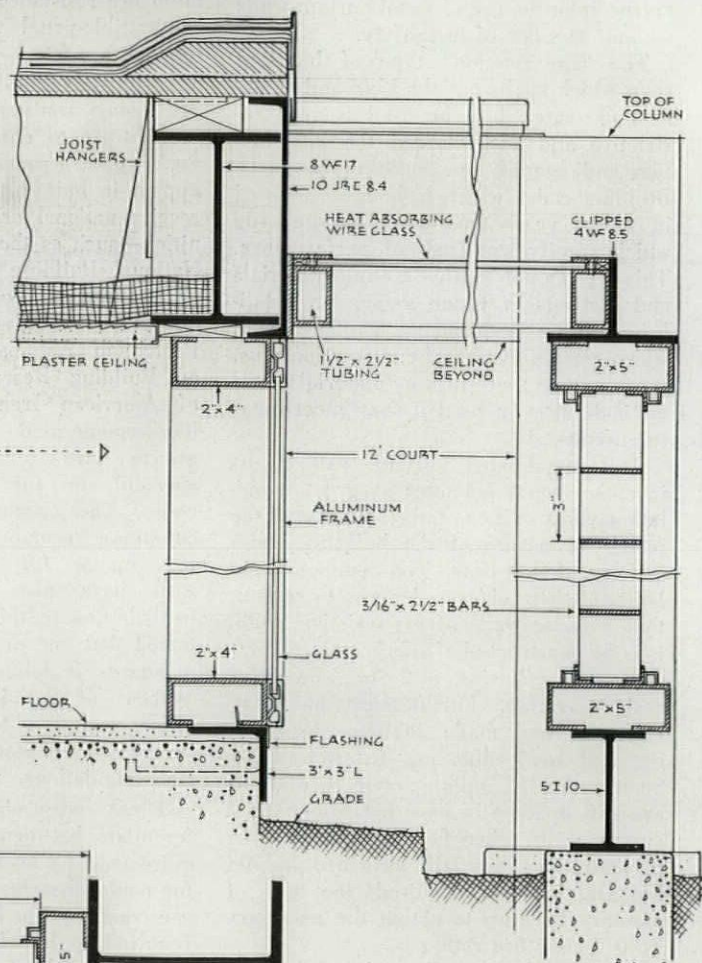 TOP OF
COLUMN
JOIST
HANGERS
8 WF 17
10 JR [ 8.4
HEAT ABSORBING
WIRE GLASS
CLIPPED
4 WF 8.5
PLASTER CEILING
1 1/2" x 2 1/2"
TUBING
CEILING
BEYOND
2"x 5"
2"x 4"
12' COURT
3"
ALUMINUM
FRAME
3/16" x 2 1/2" BARS
2"x 4"
GLASS
FLOOR
2"x 5"
FLASHING
3"x 3" L
5 I 10
GRADE
5"